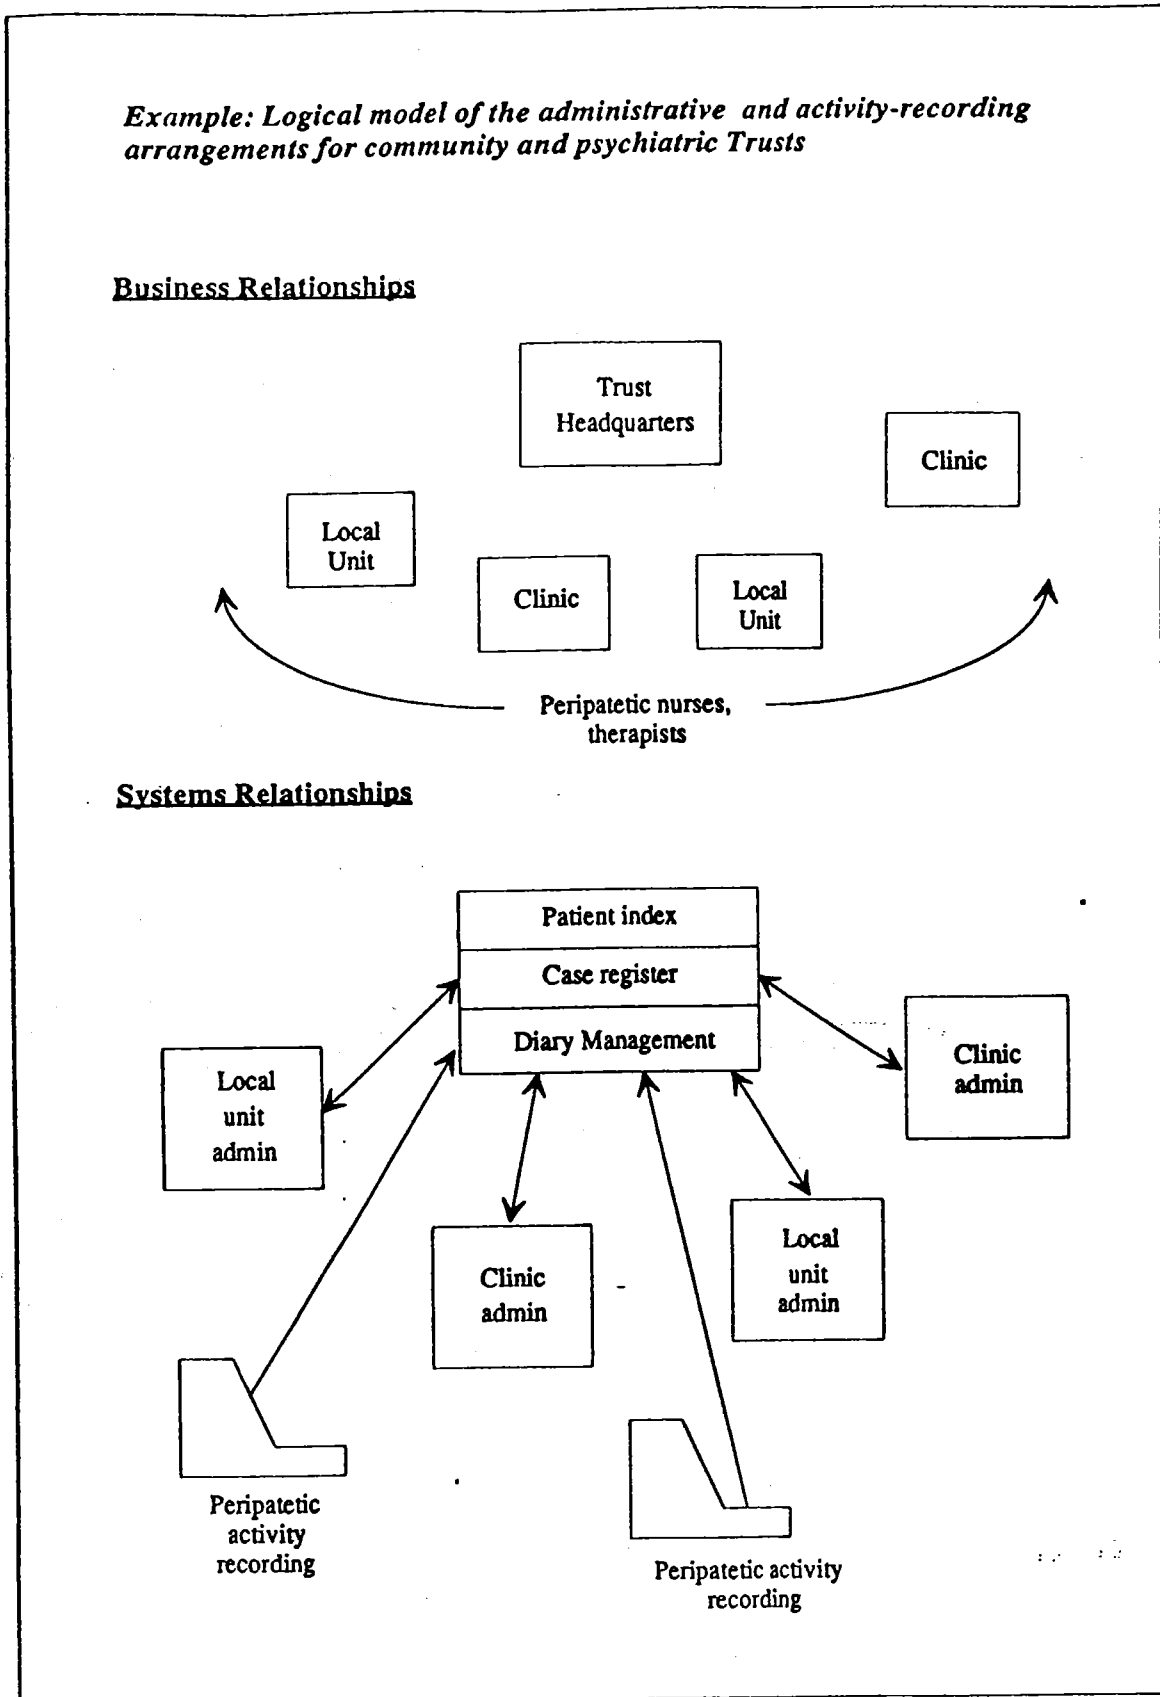 Example: Logical model of the administrative and activity-recording
arrangements for community and psychiatric Trusts
Business Relationships
Trust
Headquarters
Clinic
Local
Unit
Clinic
Local
Unit
Peripatetic nurses,
therapists
Systems Relationships
Patient index
Case register
Diary Management
Local
unit
admin
Clinic
admin
Clinic
admin
Local
unit
admin
Peripatetic
activity
recording
Peripatetic activity
recording